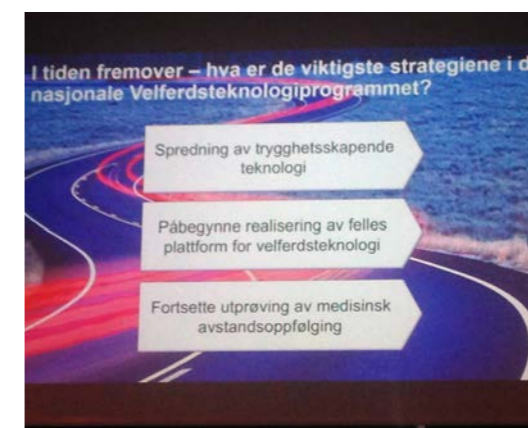 I tiden fremover – hva er de viktigste strategiene i
nasjonale Velferdsteknologiprogrammet?
Spredning av trygghetsskapende
teknologi
Påbegynne realisering av felles
plattform for velferdsteknologi
Fortsette utprøving av medisinsk
avstandsoppfølging